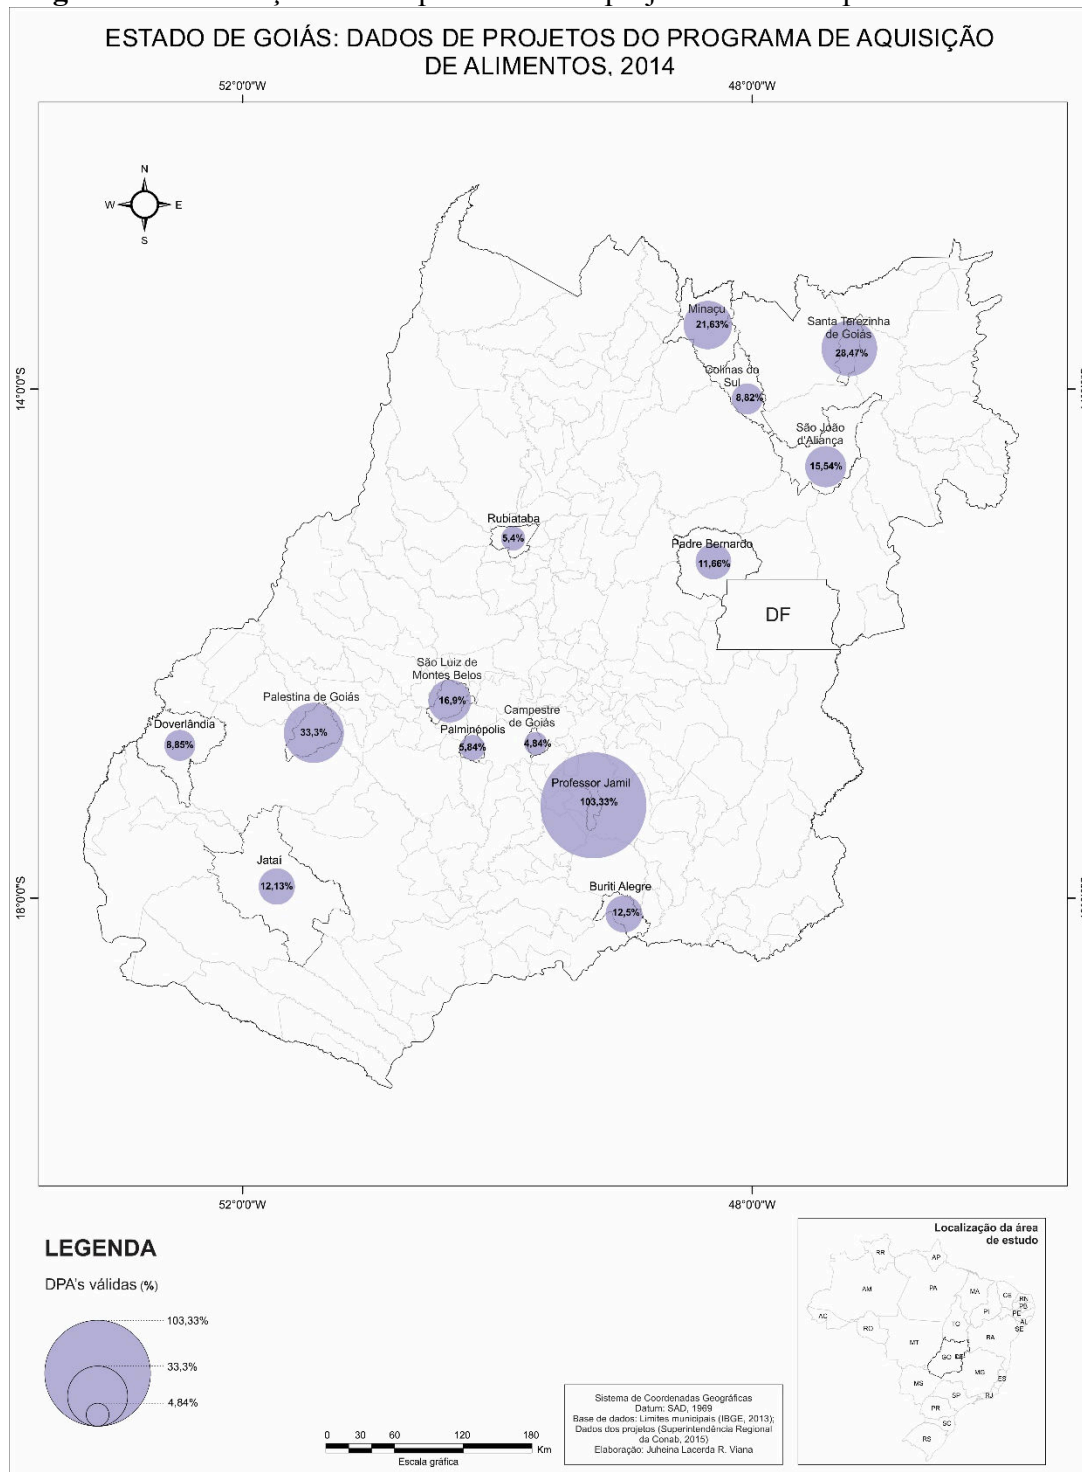 ESTADO DE GOIÁS: DADOS DE PROJETOS DO PROGRAMA DE AQUISIÇÃO
DE ALIMENTOS, 2014
52°0'0"W
48°0'0"W
N
W
E
S
Minaçu
21,63%
Santa Terezinha
de Goiás
28,47%
14°0'0"S
Colinas do
Sul
8,82%
São João
d'Aliança
15,54%
Rubiataba
5,4%
Padre Bernardo
11,66%
DF
São Luiz de
Montes Belos
16,9%
Palestina de Goiás
33,3%
Campestre
de Goiás
4,84%
Doverlândia
8,85%
Palminópolis
5,84%
Professor Jamil
103,33%
Jataí
12,13%
Buriti Alegre
12,5%
18°0'0"S
52°0'0"W
48°0'0"W
LEGENDA
DPA's válidas (%)
103,33%
33,3%
4,84%
0 30 60 120 180
Km
Escala gráfica
Sistema de Coordenadas Geográficas
Datum: SAD, 1969
Base de dados: Limites municipais (IBGE, 2013);
Dados dos projetos (Superintendência Regional
da Conab, 2015)
Elaboração: Juheina Lacerda R. Viana
Localização da área
de estudo
RR
AP
AM
PA
MA
CE
RN
PB
PE
PI
AL
SE
AC
RO
TO
MT
BA
GO
DF
MG
ES
MS
SP
RJ
PR
SC
RS